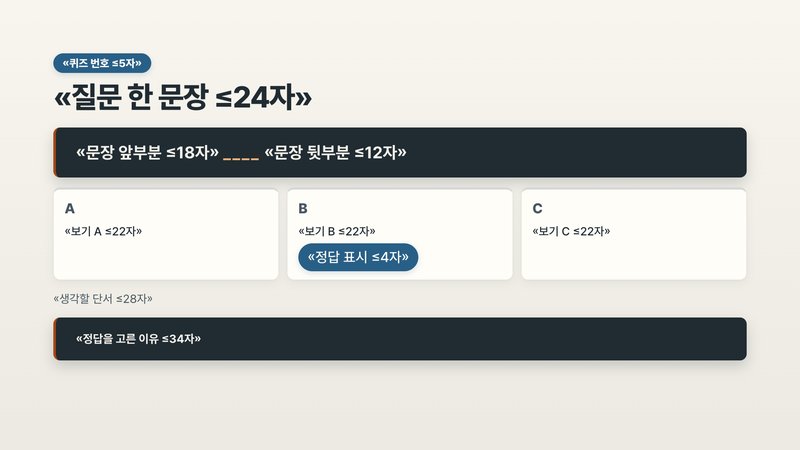 «퀴즈 번호 ≤5자»
«질문 한 문장 ≤24자»
«문장 앞부분 ≤18자» ____ «문장 뒷부분 ≤12자»
A
«보기 A ≤22자»
B
«보기 B ≤22자»
«정답 표시 ≤4자»
C
«보기 C ≤22자»
«생각할 단서 ≤28자»
«정답을 고른 이유 ≤34자»